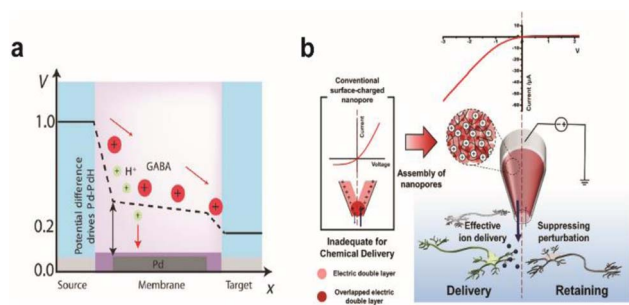 a
V
1.0
0.2
0.0
Potential difference
drives Pd-PdH
H+
GABA
+
Pd
Source
Membrane
Target
X
b
Conventional
surface-charged
nanopore
Current
Voltage
Inadequate for
Chemical Delivery
Electric double layer
Overlapped electric
double layer
Assembly of
nanopores
V
Current /µA
Effective
ion delivery
Suppressing
perturbation
Delivery
Retaining